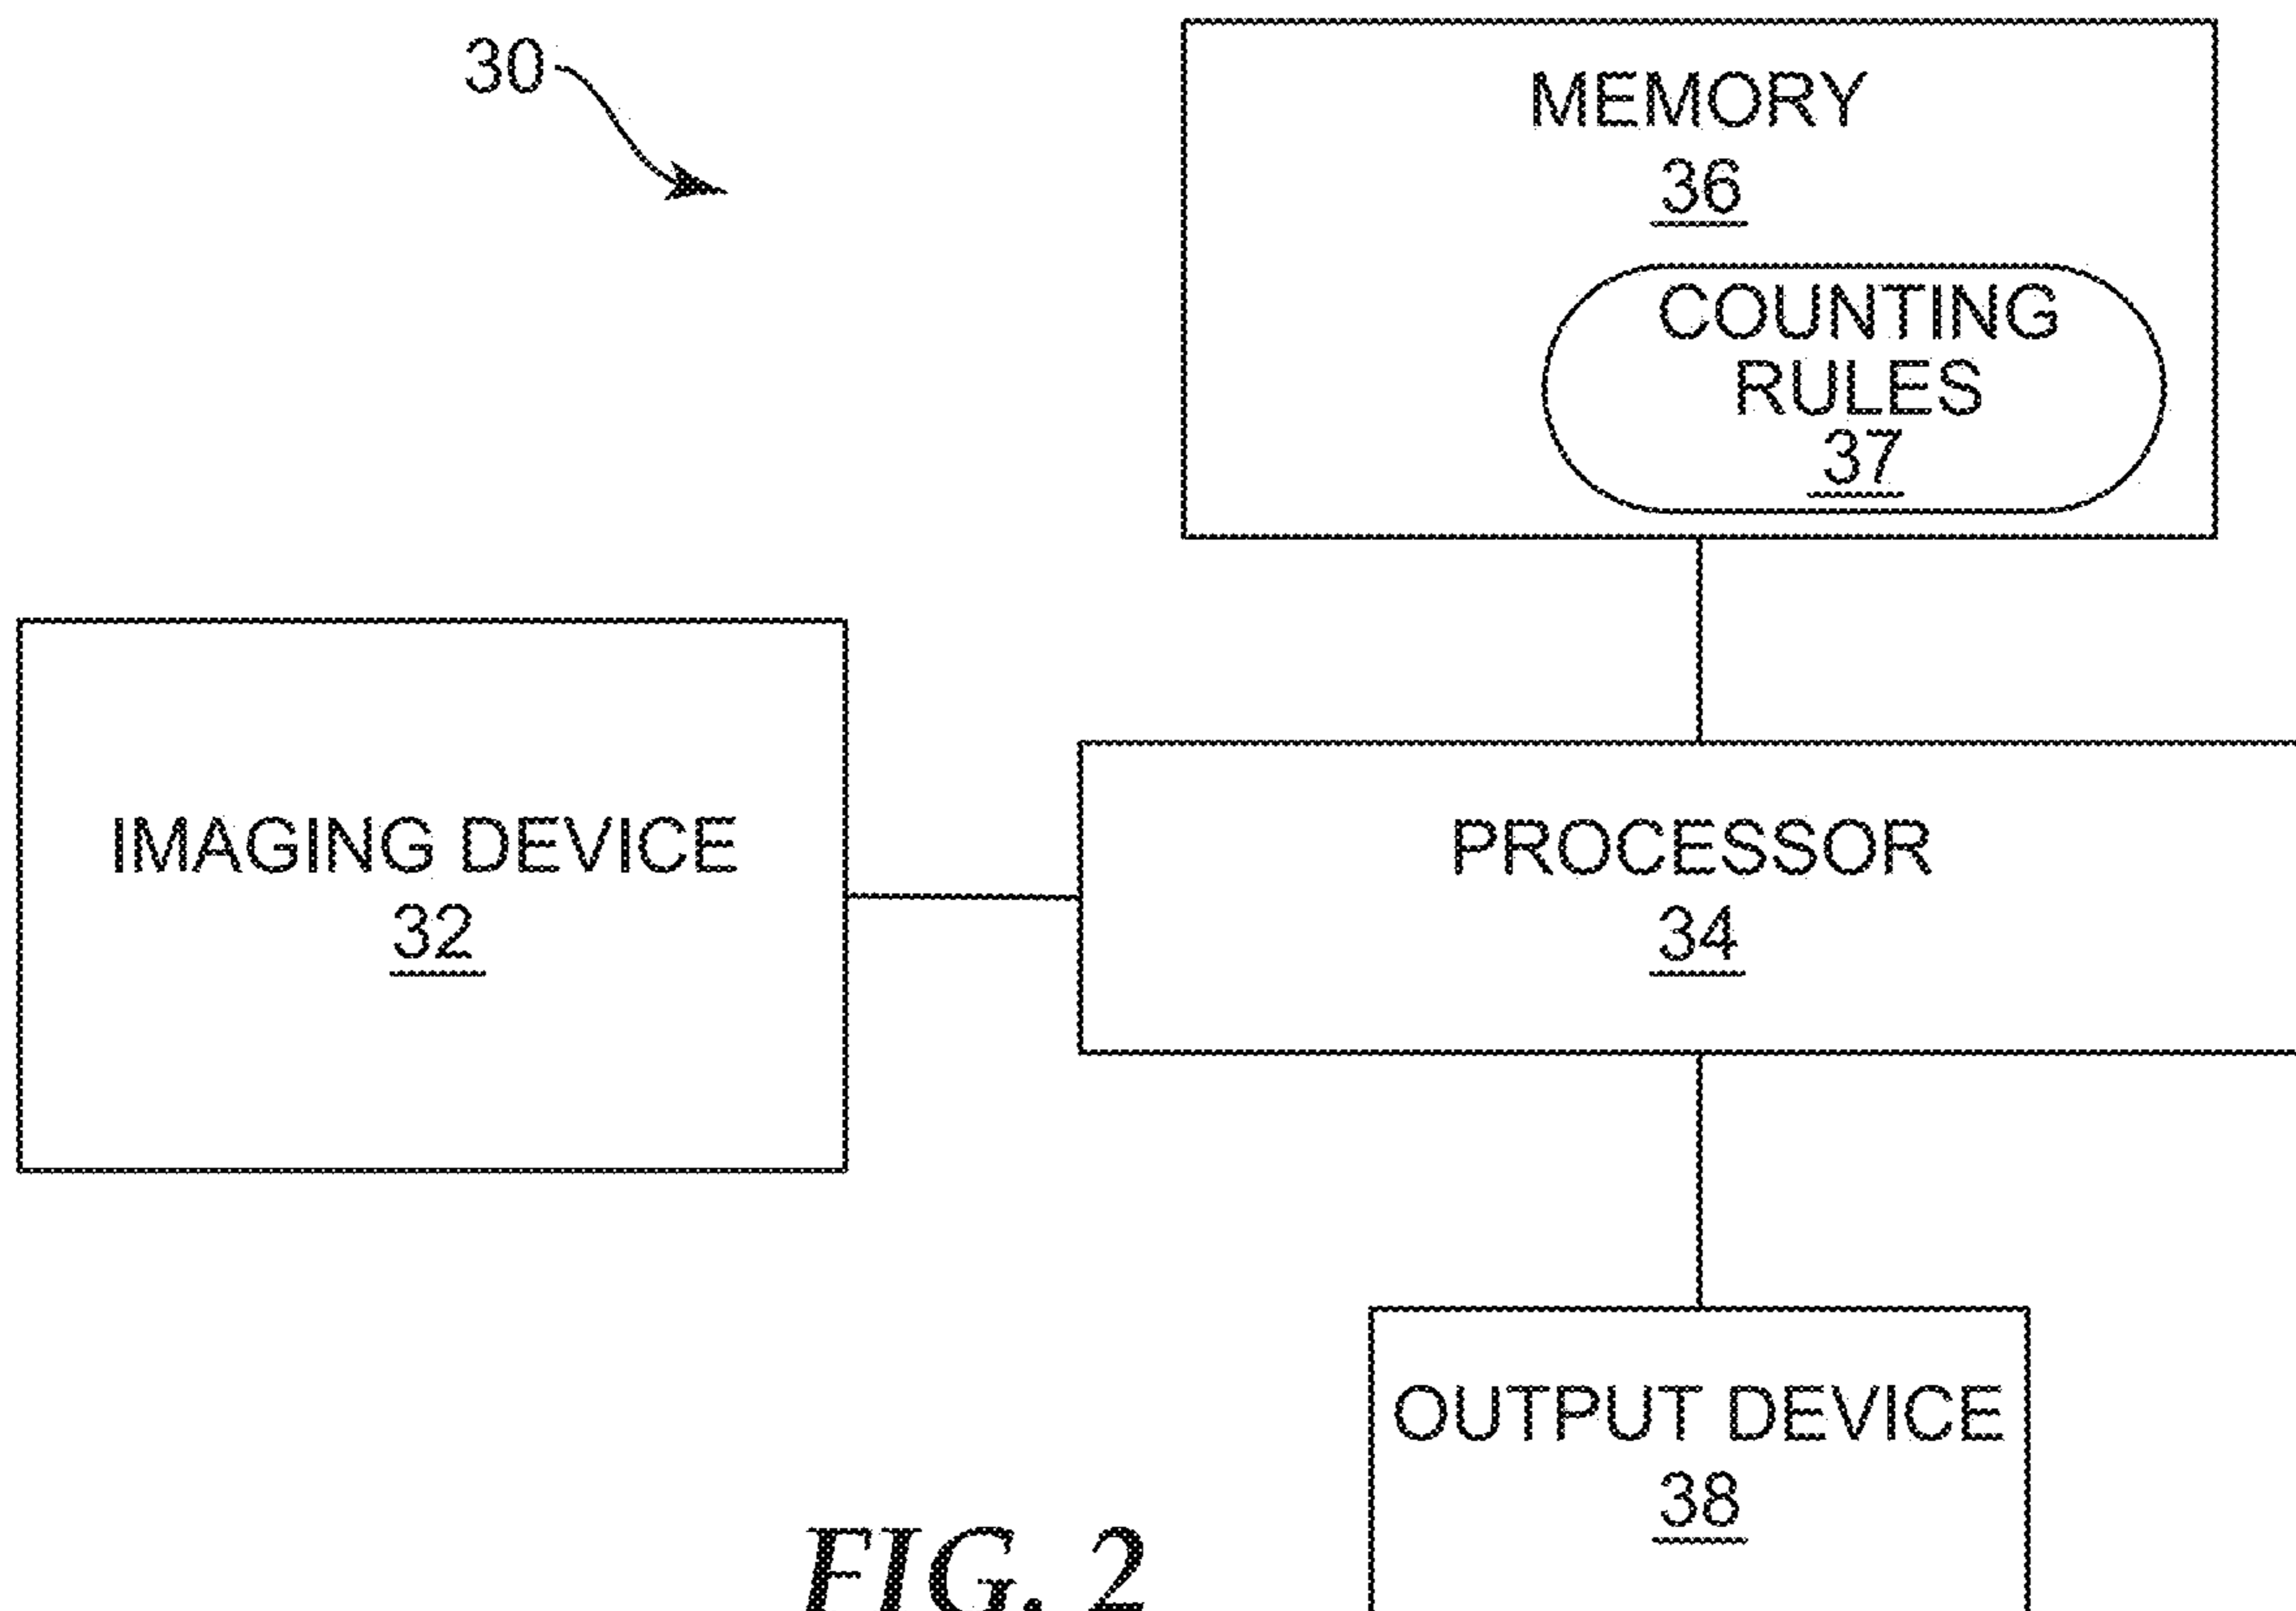 30
MEMORY
36
COUNTING
RULES
37
IMAGING DEVICE
32
PROCESSOR
34
OUTPUT DEVICE
38
FIG. 2